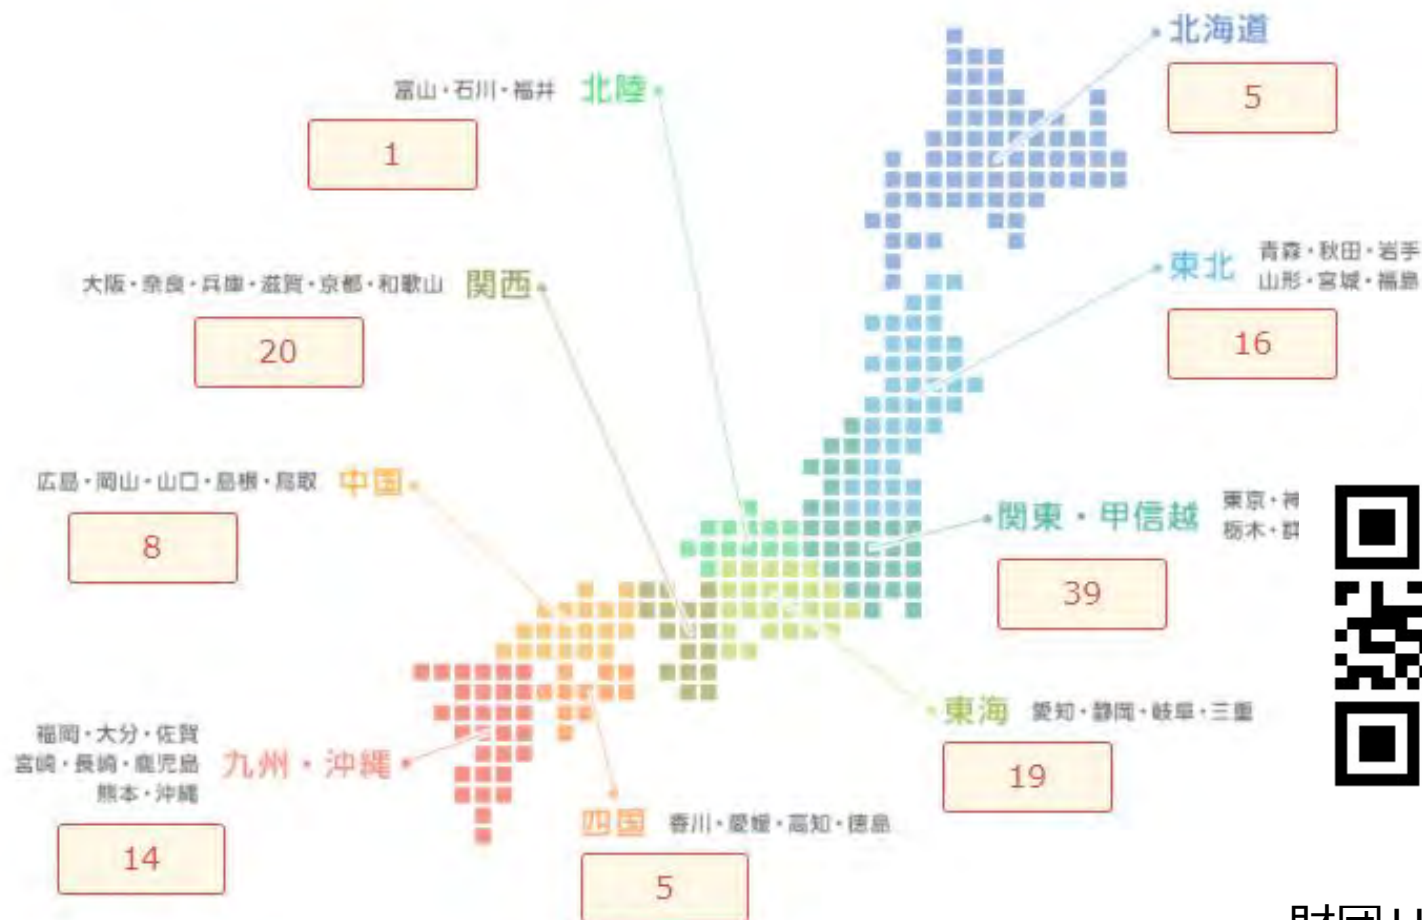 北海道
5
富山・石川・福井 北陸
1
東北 青森・秋田・岩手
山形・宮城・福島
16
大阪・奈良・兵庫・滋賀・京都・和歌山 関西
20
広島・岡山・山口・島根・鳥取 中国
8
関東・甲信越 東京・神
栃木・群
39
東海 愛知・静岡・岐阜・三重
19
福岡・大分・佐賀
宮崎・長崎・鹿児島 九州・沖縄
熊本・沖縄
14
四国 香川・愛媛・高知・徳島
5
財団